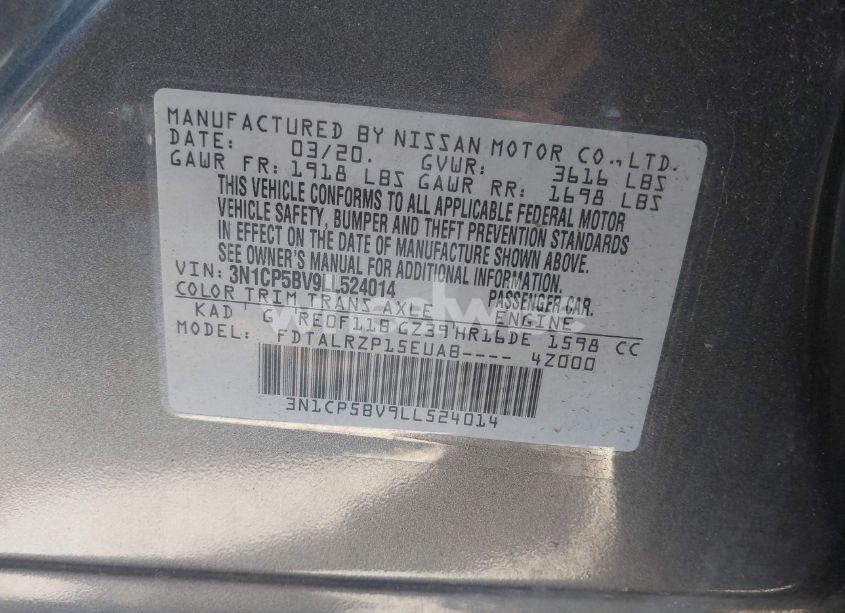 MANUFACTURED BY NISSAN MOTOR CO.,LTD.
DATE: 03/20. GVWR: 3616 LBS
GAWR FR: 1918 LBS GAWR RR: 1698 LBS
THIS VEHICLE CONFORMS TO ALL APPLICABLE FEDERAL MOTOR
VEHICLE SAFETY, BUMPER AND THEFT PREVENTION STANDARDS
IN EFFECT ON THE DATE OF MANUFACTURE SHOWN ABOVE.
SEE OWNER'S MANUAL FOR ADDITIONAL INFORMATION.
VIN: 3N1CP5BV9LL524014 PASSENGER CAR.
COLOR TRIM TRANS AXLE ENGINE
KAD G RE0F11B GZ39 HR16DE 1598 CC
MODEL: FDTALRZP15EUAB---- 4Z000
3N1CP5BV9LL524014